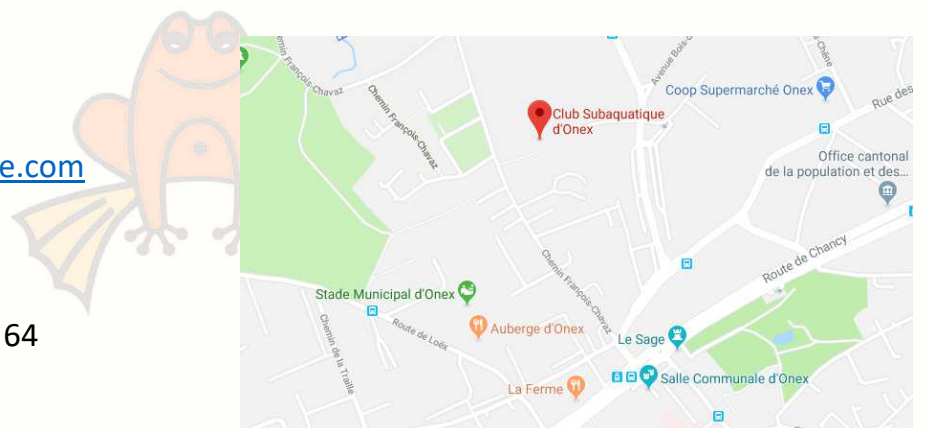 e.com
64
Chemin François-Chavaz
Chemin François-Chavaz
Avenue Bois-
-Chêne
Coop Supermarché Onex
Rue des
Club Subaquatique
d'Onex
Office cantonal
de la population et des...
Route de Chancy
Chemin François-Chavaz
Stade Municipal d'Onex
Route de Loëx
Auberge d'Onex
Chemin de la Traille
Le Sage
Salle Communale d'Onex
La Ferme